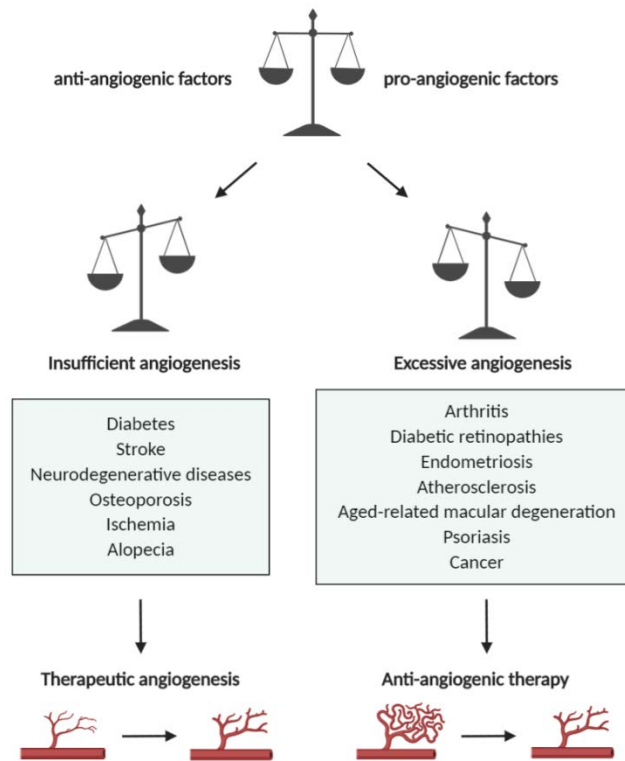 anti-angiogenic factors
pro-angiogenic factors
Insufficient angiogenesis
Diabetes
Stroke
Neurodegenerative diseases
Osteoporosis
Ischemia
Alopecia
Therapeutic angiogenesis
Excessive angiogenesis
Arthritis
Diabetic retinopathies
Endometriosis
Atherosclerosis
Aged-related macular degeneration
Psoriasis
Cancer
Anti-angiogenic therapy